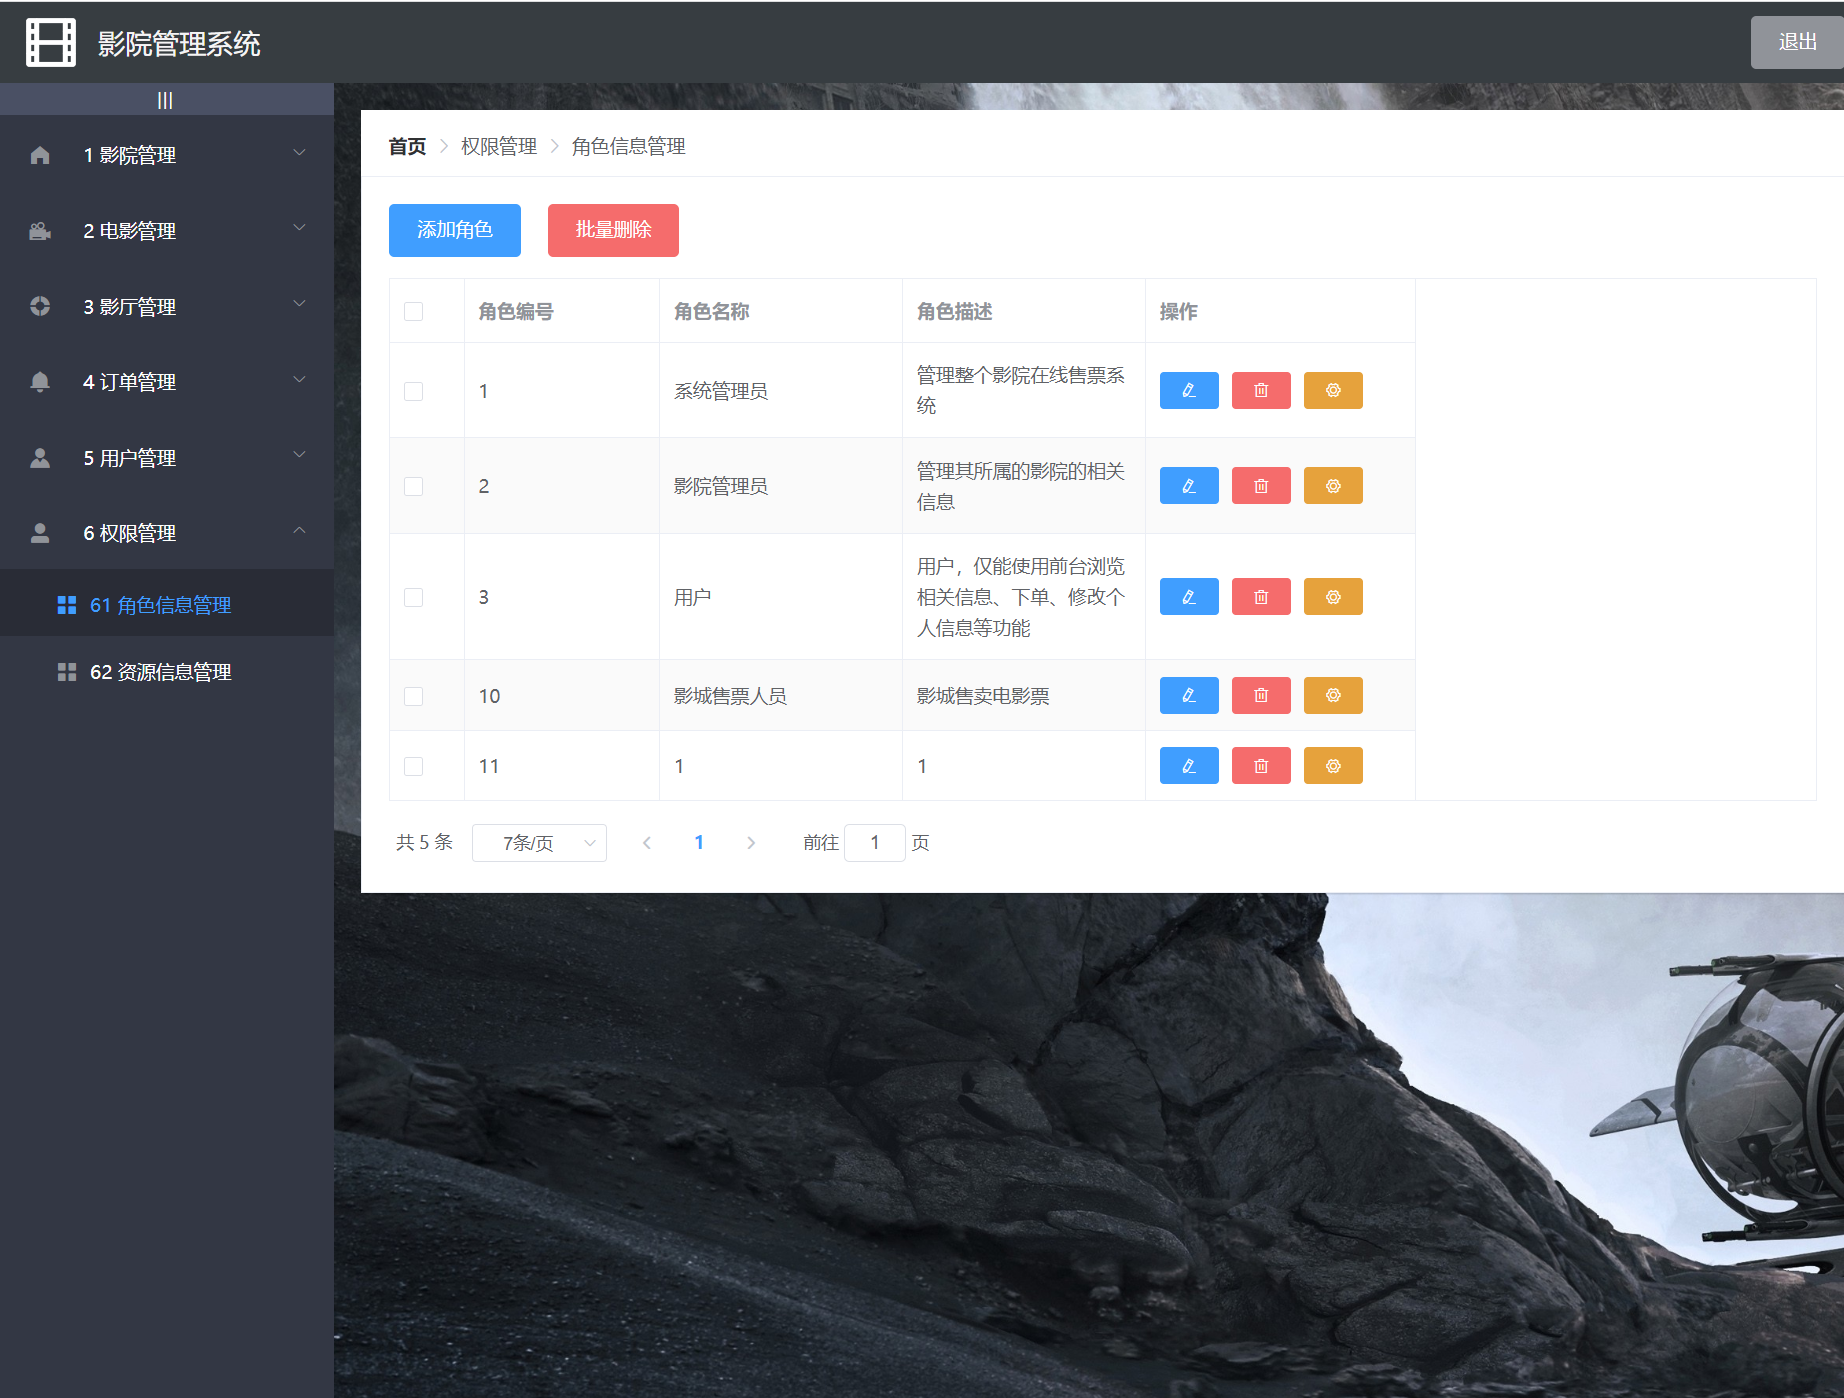 影院管理系统
退出
|||
1 影院管理
2 电影管理
3 影厅管理
4 订单管理
5 用户管理
6 权限管理
61 角色信息管理
62 资源信息管理
首页 > 权限管理 > 角色信息管理
添加角色 批量删除
角色编号 角色名称 角色描述 操作
1 系统管理员 管理整个影院在线售票系
统
2 影院管理员 管理其所属的影院的相关
信息
3 用户 用户，仅能使用前台浏览
相关信息、下单、修改个
人信息等功能
10 影城售票人员 影城售卖电影票
11 1 1
共 5 条 7条/页 1 前往 1 页